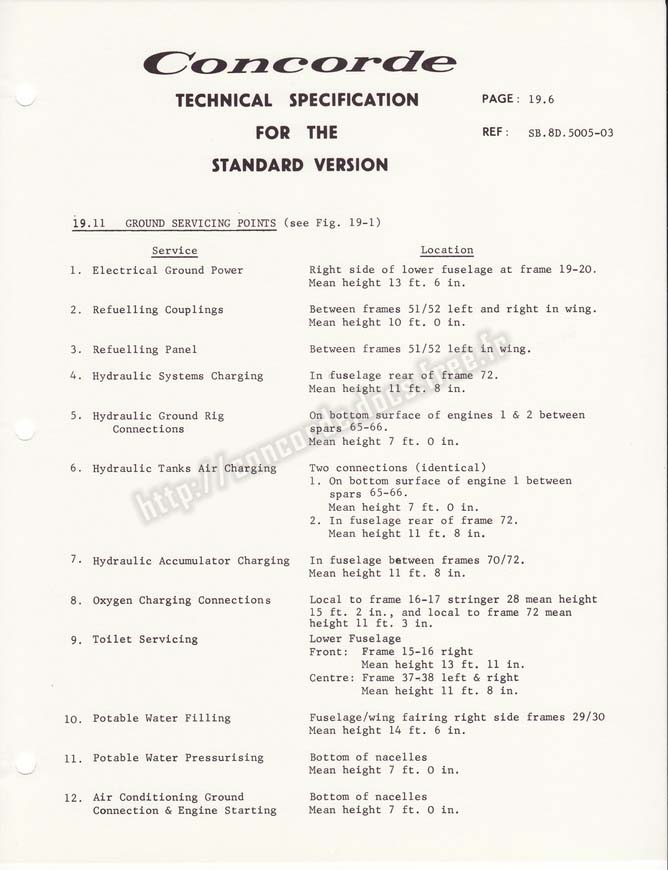 Concorde
TECHNICAL SPECIFICATION
FOR THE
STANDARD VERSION
PAGE: 19.6
REF: SB.8D.5005-03
19.11 GROUND SERVICING POINTS (see Fig. 19-1)
Service Location
1. Electrical Ground Power Right side of lower fuselage at frame 19-20.
Mean height 13 ft. 6 in.
2. Refuelling Couplings Between frames 51/52 left and right in wing.
Mean height 10 ft. 0 in.
3. Refuelling Panel Between frames 51/52 left in wing.
4. Hydraulic Systems Charging In fuselage rear of frame 72.
Mean height 11 ft. 8 in.
5. Hydraulic Ground Rig On bottom surface of engines 1 & 2 between
Connections spars 65-66.
Mean height 7 ft. 0 in.
6. Hydraulic Tanks Air Charging Two connections (identical)
1. On bottom surface of engine 1 between
spars 65-66.
Mean height 7 ft. 0 in.
2. In fuselage rear of frame 72.
Mean height 11 ft. 8 in.
7. Hydraulic Accumulator Charging In fuselage between frames 70/72.
Mean height 11 ft. 8 in.
8. Oxygen Charging Connections Local to frame 16-17 stringer 28 mean height
15 ft. 2 in., and local to frame 72 mean
height 11 ft. 3 in.
9. Toilet Servicing Lower Fuselage
Front: Frame 15-16 right
Mean height 13 ft. 11 in.
Centre: Frame 37-38 left & right
Mean height 11 ft. 8 in.
10. Potable Water Filling Fuselage/wing fairing right side frames 29/30
Mean height 14 ft. 6 in.
11. Potable Water Pressurising Bottom of nacelles
Mean height 7 ft. 0 in.
12. Air Conditioning Ground Bottom of nacelles
Connection & Engine Starting Mean height 7 ft. 0 in.
http://concorde.docs.free.fr